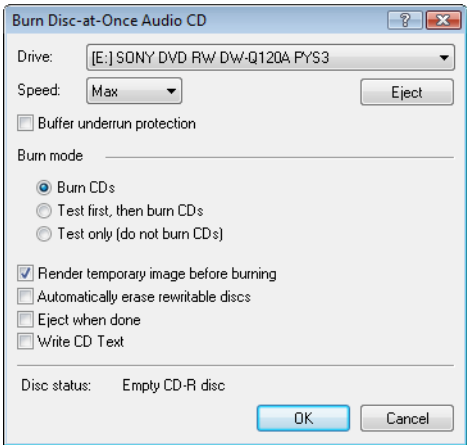 Burn Disc-at-Once Audio CD
Drive: [E:] SONY DVD RW DW-Q120A PYS3
Speed: Max Eject
Buffer underrun protection
Burn mode
Burn CDs
Test first, then burn CDs
Test only (do not burn CDs)
Render temporary image before burning
Automatically erase rewritable discs
Eject when done
Write CD Text
Disc status: Empty CD-R disc
OK Cancel